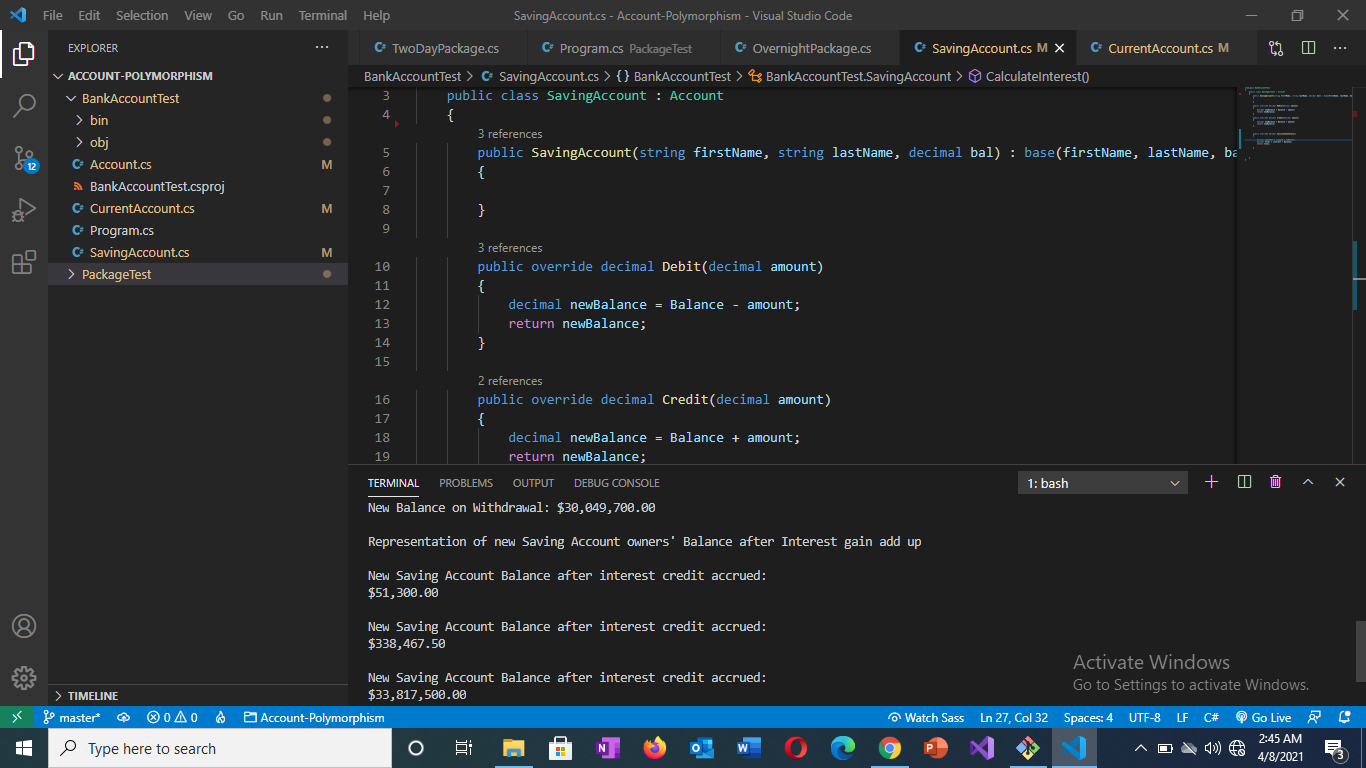 File Edit Selection View Go Run Terminal Help SavingAccount.cs - Account-Polymorphism - Visual Studio Code
EXPLORER
ACCOUNT-POLYMORPHISM
BankAccountTest
bin
obj
Account.cs
BankAccountTest.csproj
CurrentAccount.cs M
Program.cs
SavingAccount.cs M
PackageTest
TIMELINE
12
TwoDayPackage.cs Program.cs PackageTest OvernightPackage.cs SavingAccount.cs M CurrentAccount.cs M
BankAccountTest > SavingAccount.cs > {} BankAccountTest > BankAccountTest.SavingAccount > CalculateInterest()
3 public class SavingAccount : Account
4 {
3 references
5 public SavingAccount(string firstName, string lastName, decimal bal) : base(firstName, lastName, ba
6 {
7
8 }
9
3 references
10 public override decimal Debit(decimal amount)
11 {
12 decimal newBalance = Balance - amount;
13 return newBalance;
14 }
15
2 references
16 public override decimal Credit(decimal amount)
17 {
18 decimal newBalance = Balance + amount;
19 return newBalance;
TERMINAL PROBLEMS OUTPUT DEBUG CONSOLE 1: bash
New Balance on Withdrawal: $30,049,700.00
Representation of new Saving Account owners' Balance after Interest gain add up
New Saving Account Balance after interest credit accrued:
$51,300.00
New Saving Account Balance after interest credit accrued:
$338,467.50
New Saving Account Balance after interest credit accrued:
$33,817,500.00
Activate Windows
Go to Settings to activate Windows.
master* 0 0 Account-Polymorphism Watch Sass Ln 27, Col 32 Spaces: 4 UTF-8 LF C# Go Live
Type here to search
2:45 AM
4/8/2021
3